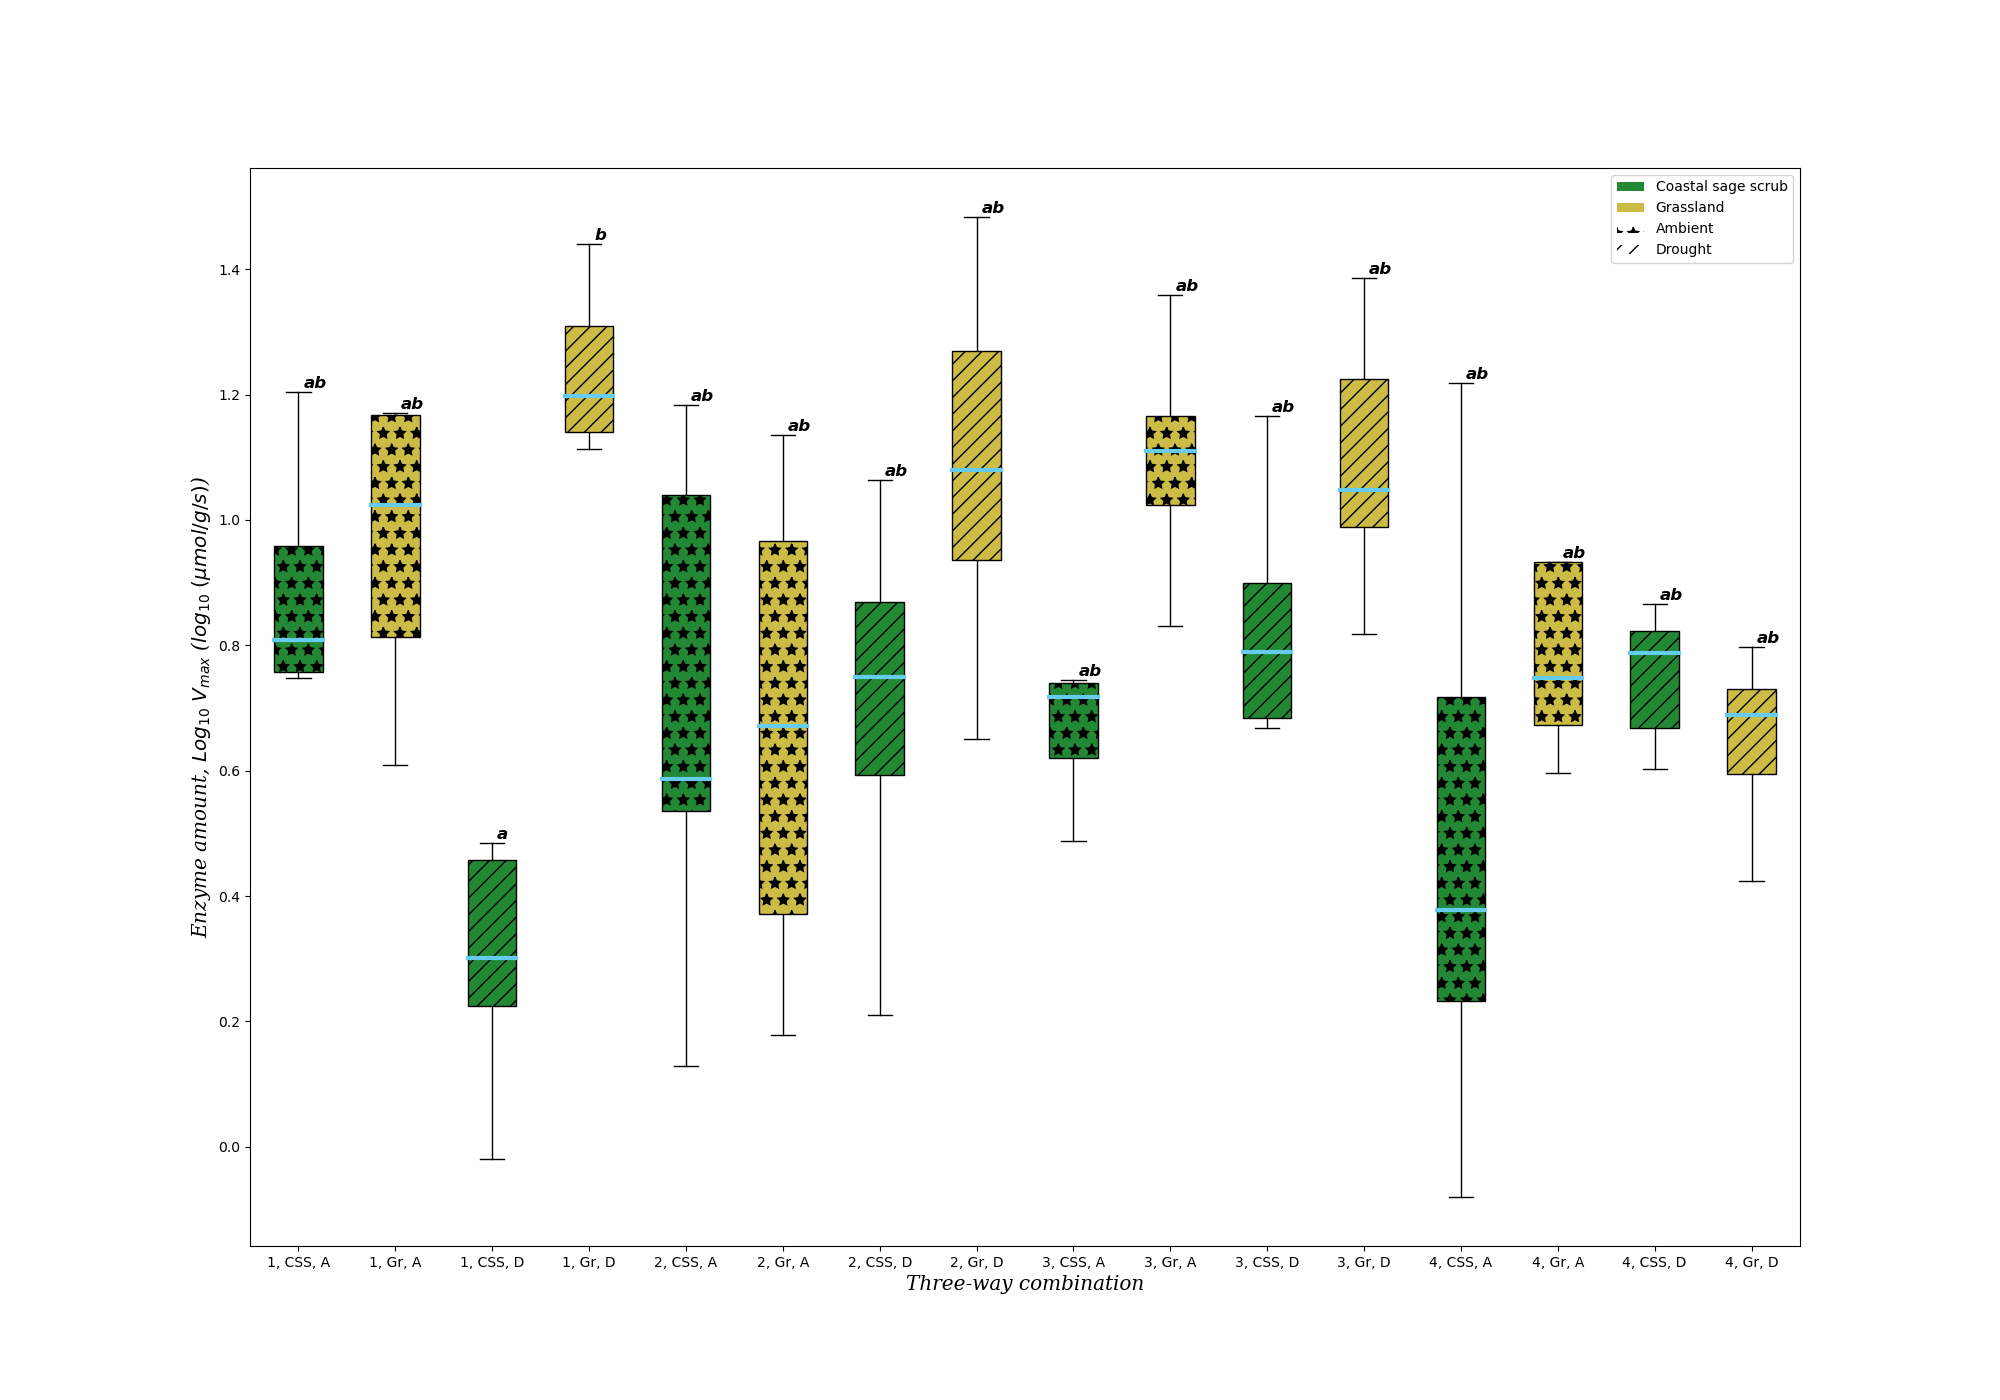 Coastal sage scrub
Grassland
Ambient
Drought
b
ab
ab
ab
ab
ab
ab
ab
ab
ab
ab
ab
ab
ab
ab
a
1.4
1.2
1.0
0.8
0.6
0.4
0.2
0.0
Enzyme amount, Log10 Vmax (log10 (μmol/g/s))
1, CSS, A
1, Gr, A
1, CSS, D
1, Gr, D
2, CSS, A
2, Gr, A
2, CSS, D
2, Gr, D
3, CSS, A
3, Gr, A
3, CSS, D
3, Gr, D
4, CSS, A
4, Gr, A
4, CSS, D
4, Gr, D
Three-way combination